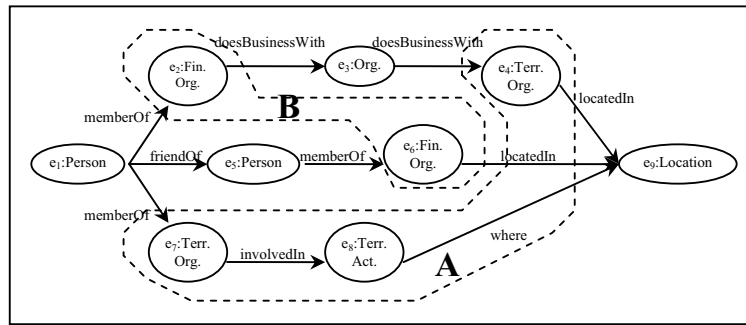 doesBusinessWith
doesBusinessWith
e2:Fin.
Org.
e3:Org.
e4:Terr.
Org.
memberOf
B
locatedIn
e1:Person
friendOf
e5:Person
memberOf
e6:Fin.
Org.
locatedIn
e9:Location
memberOf
e7:Terr.
Org.
involvedIn
e8:Terr.
Act.
where
A